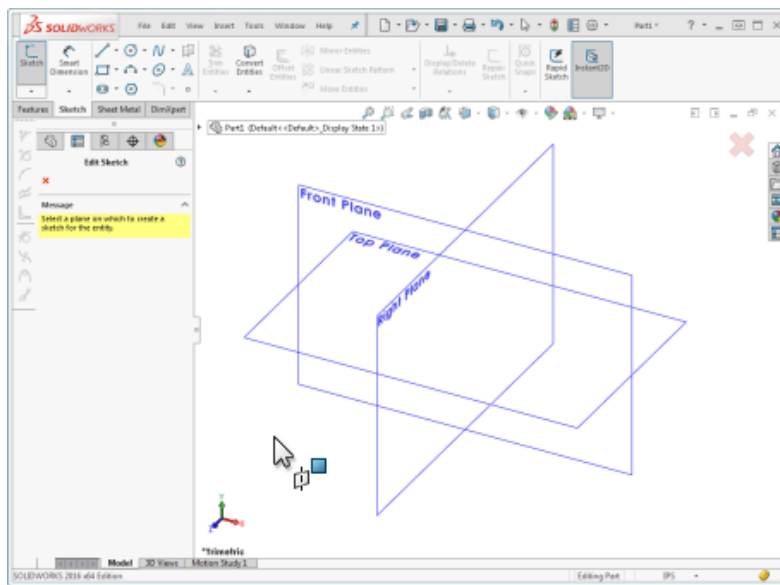 SOLIDWORKS File Edit View Insert Tools Window Help Part1 *
Sketch Smart Dimension Trim Entities Convert Entities Offset Entities Mirror Entities Linear Sketch Pattern Move Entities Display/Delete Relations Repair Sketch Quick Snaps Rapid Sketch Instant2D
Features Sketch Sheet Metal DimXpert
Part1 (Default<<Default>_Display State 1>)
Edit Sketch
Message
Select a plane on which to create a
sketch for the entity.
Front Plane
Top Plane
Right Plane
*Trimetric
Model 3D Views Motion Study 1
SOLIDWORKS 2016 x64 Edition Editing Part IPS